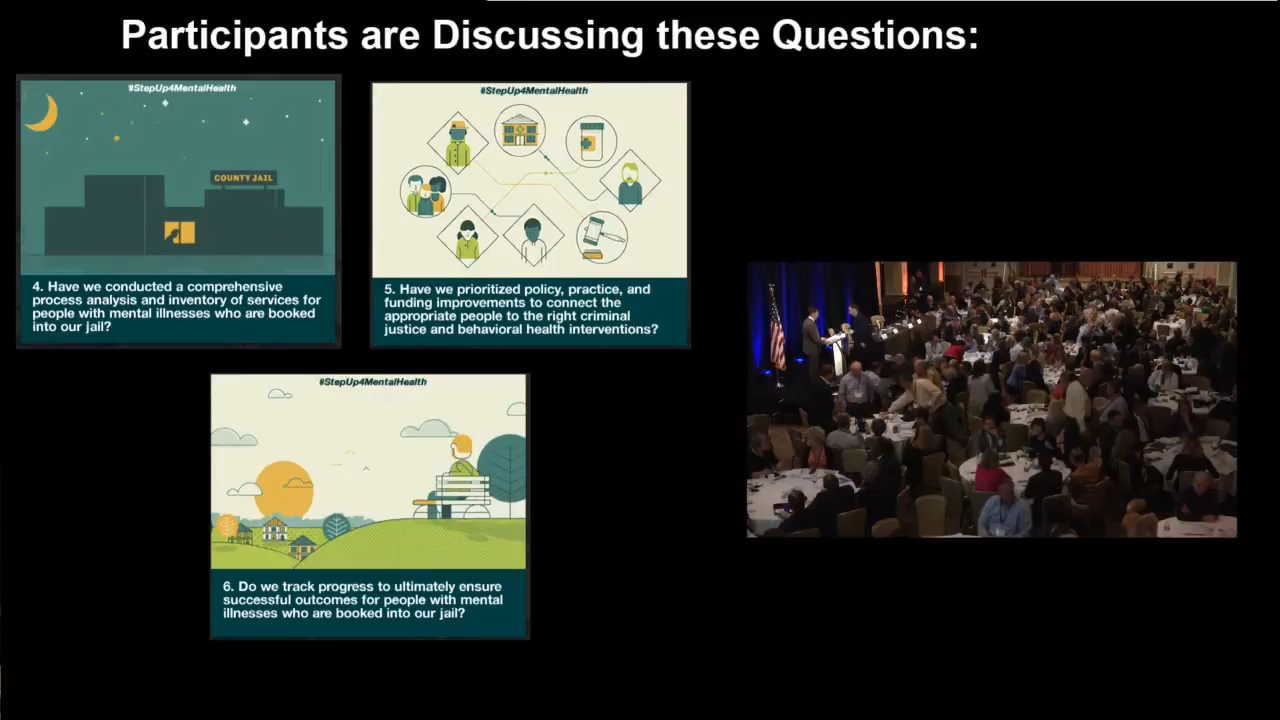 Participants are Discussing these Questions:
#StepUp4MentalHealth
COUNTY JAIL
4. Have we conducted a comprehensive
process analysis and inventory of services for
people with mental illnesses who are booked
into our jail?
#StepUp4MentalHealth
5. Have we prioritized policy, practice, and
funding improvements to connect the
appropriate people to the right criminal
justice and behavioral health interventions?
#StepUp4MentalHealth
6. Do we track progress to ultimately ensure
successful outcomes for people with mental
illnesses who are booked into our jail?